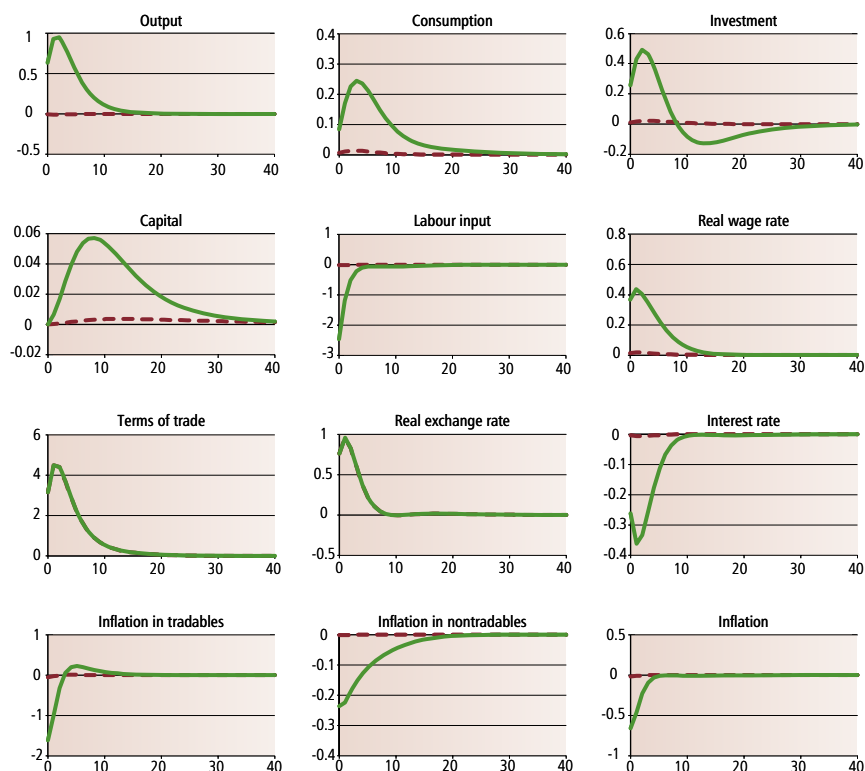 Output
1
0.5
0
-0.5
0 10 20 30 40
Consumption
0.4
0.3
0.2
0.1
0
0 10 20 30 40
Investment
0.6
0.4
0.2
0
-0.2
0 10 20 30 40
Capital
0.06
0.04
0.02
0
-0.02
0 10 20 30 40
Labour input
1
0
-1
-2
-3
0 10 20 30 40
Real wage rate
0.8
0.6
0.4
0.2
0
0 10 20 30 40
Terms of trade
6
4
2
0
0 10 20 30 40
Real exchange rate
1
0.5
0
-0.5
0 10 20 30 40
Interest rate
0
-0.1
-0.2
-0.3
-0.4
0 10 20 30 40
Inflation in tradables
1
0
-1
-2
0 10 20 30 40
Inflation in nontradables
0
-0.1
-0.2
-0.3
-0.4
0 10 20 30 40
Inflation
0.5
0
-0.5
-1
0 10 20 30 40